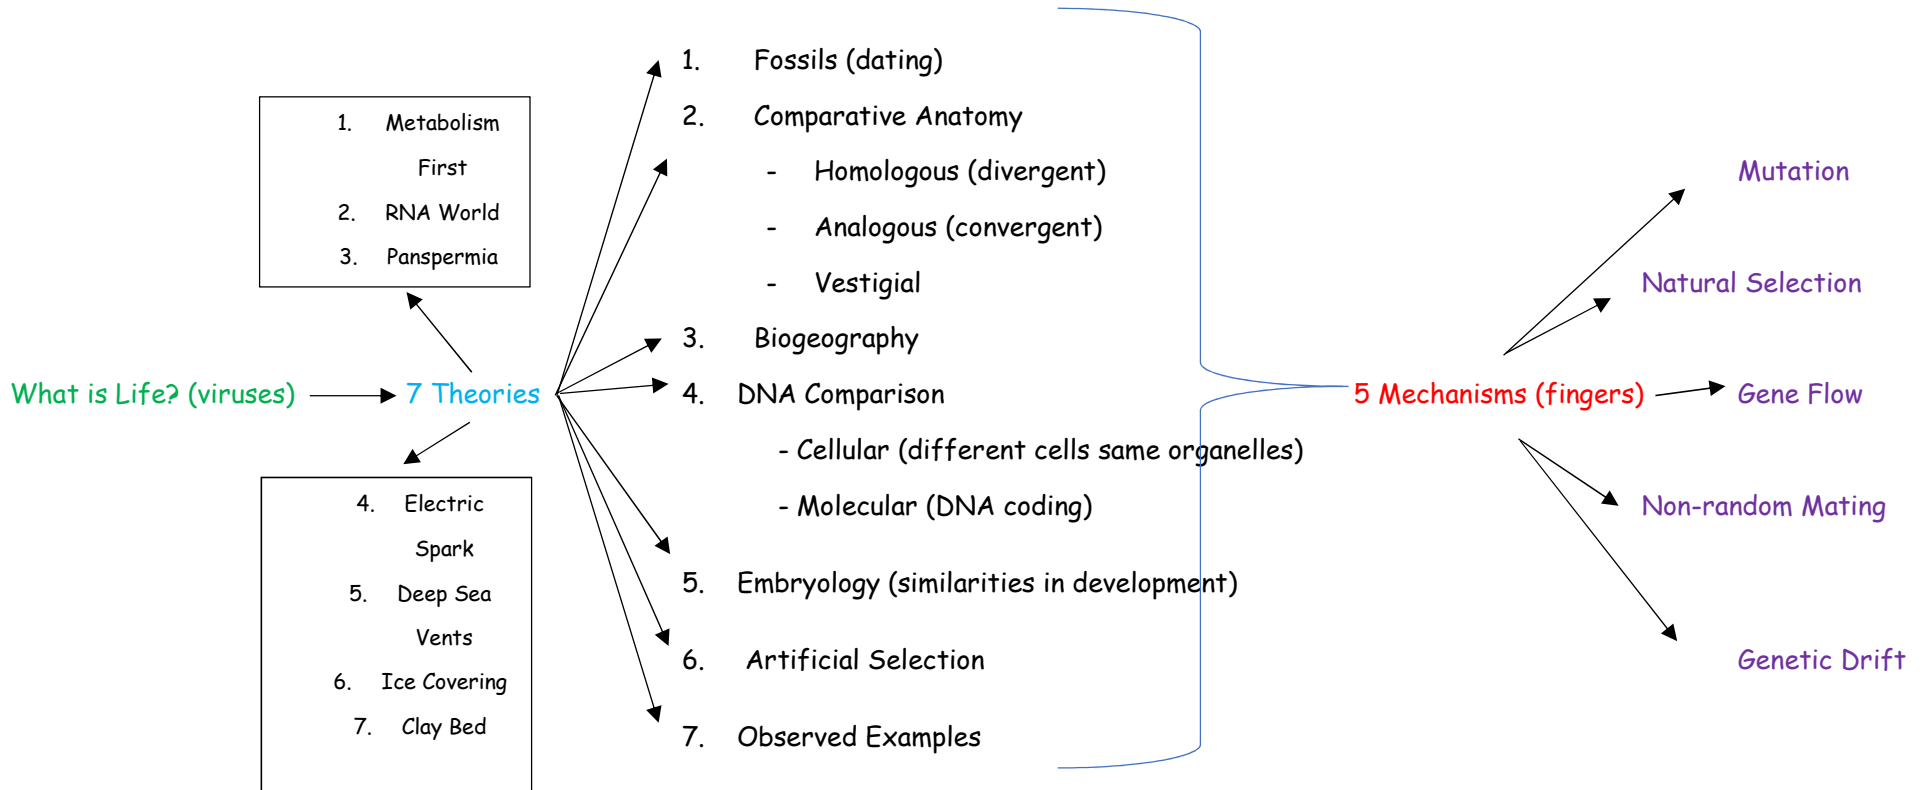 What is Life? (viruses)
7 Theories
1. Metabolism
First
2. RNA World
3. Panspermia
4. Electric
Spark
5. Deep Sea
Vents
6. Ice Covering
7. Clay Bed
1. Fossils (dating)
2. Comparative Anatomy
- Homologous (divergent)
- Analogous (convergent)
- Vestigial
3. Biogeography
4. DNA Comparison
- Cellular (different cells same organelles)
- Molecular (DNA coding)
5. Embryology (similarities in development)
6. Artificial Selection
7. Observed Examples
5 Mechanisms (fingers)
Mutation
Natural Selection
Gene Flow
Non-random Mating
Genetic Drift